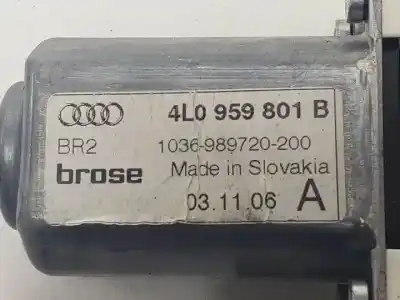 4L0 959 801 B
BR2 1036-989720-200
brose Made in Slovakia
03.11.06 A